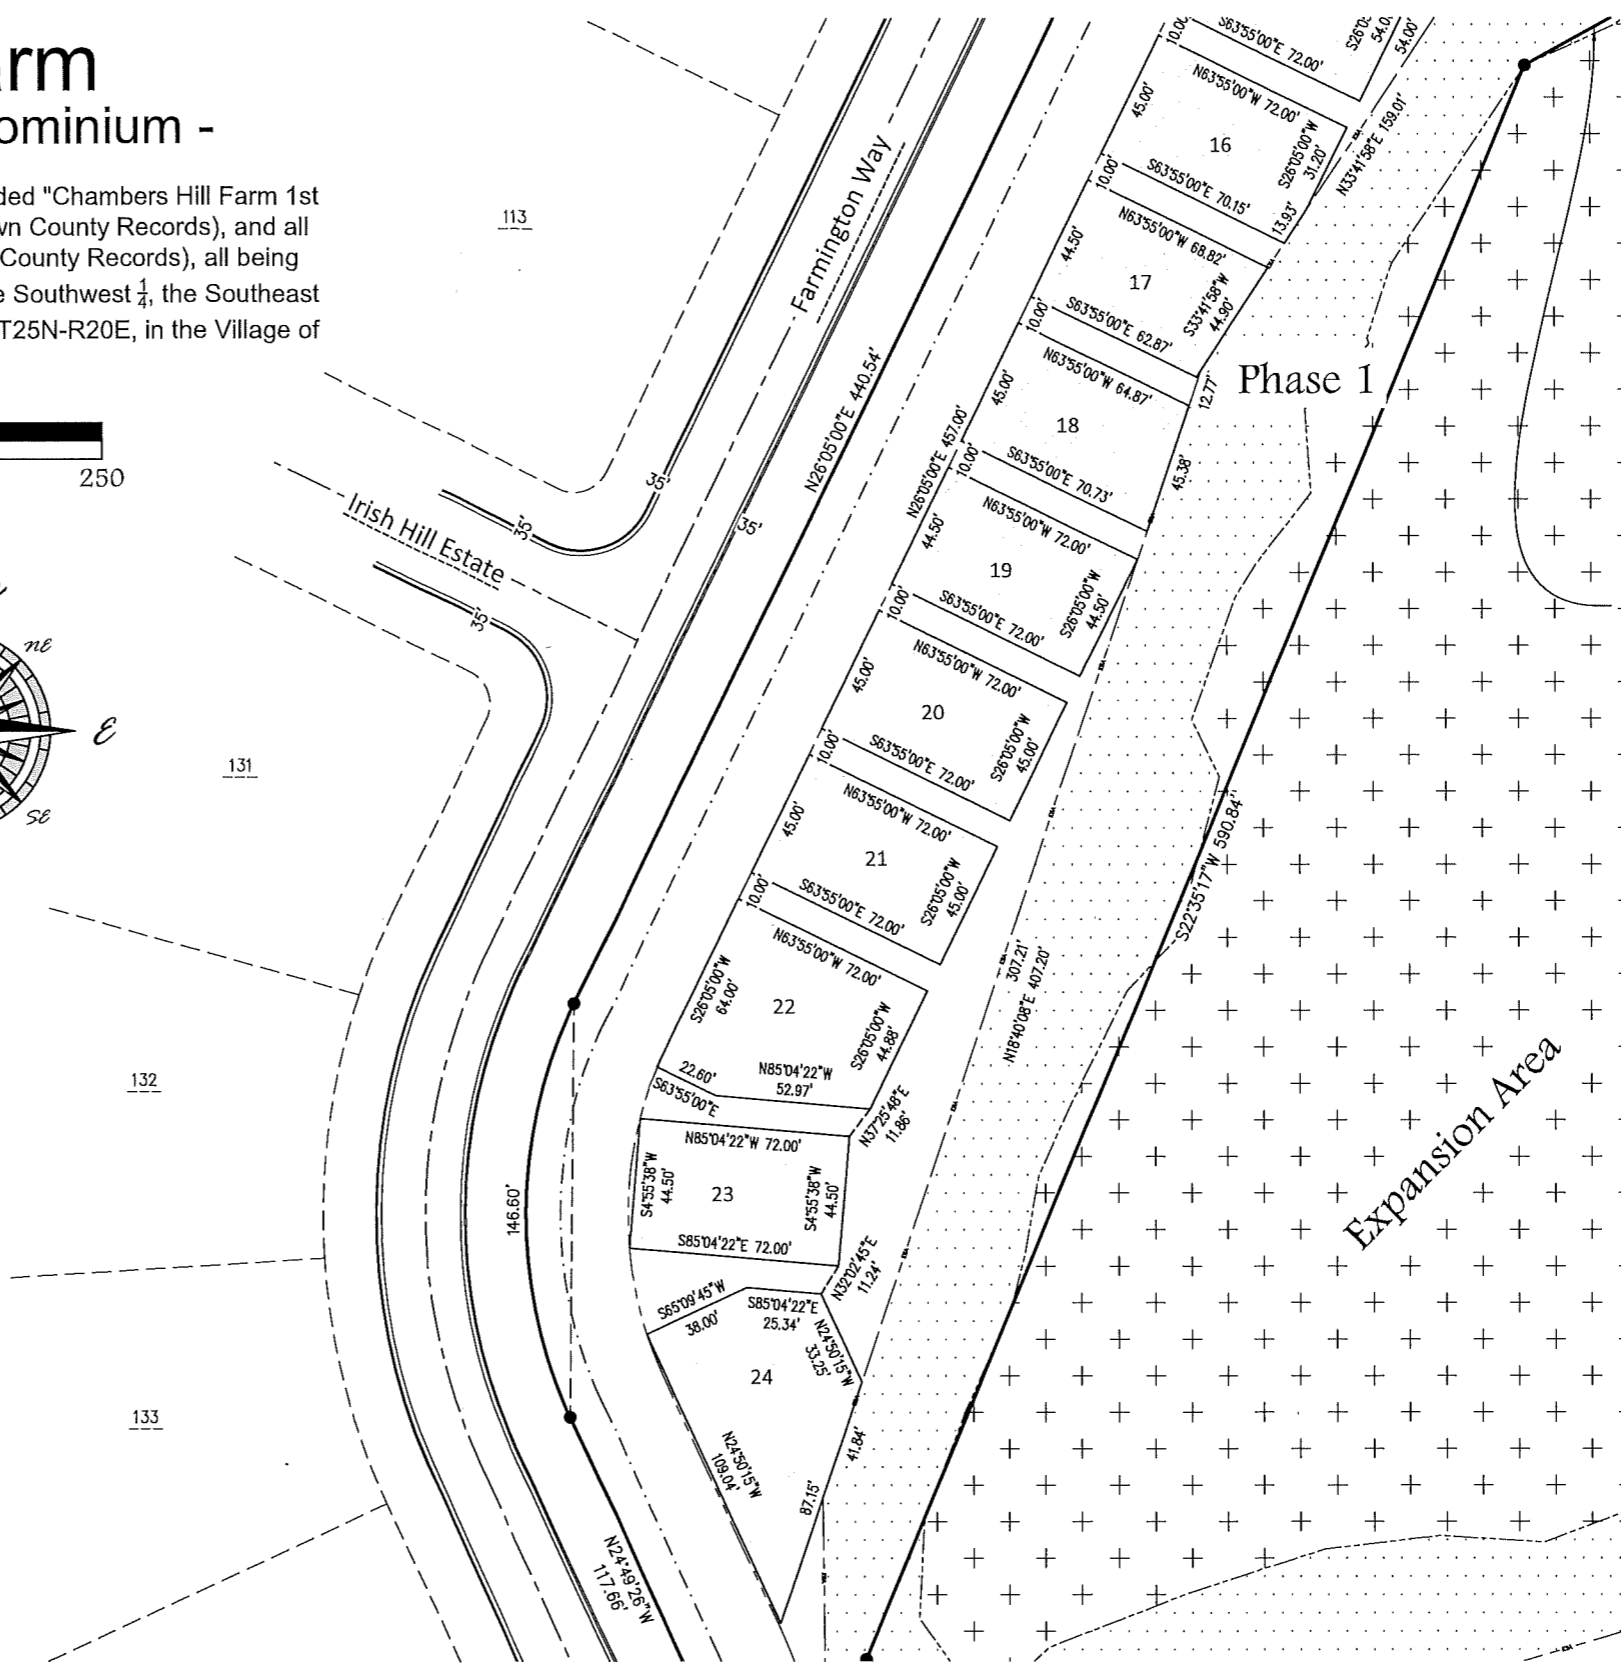 arm
ominium -
ded "Chambers Hill Farm 1st
wn County Records), and all
County Records), all being
e Southwest 1/4, the Southeast
T25N-R20E, in the Village of
250
nE
E
SE
113
131
132
133
Irish Hill Estate
35'
35'
35'
35'
35'
Farmington Way
N26°05'00"E 440.54'
N26°05'00"E 457.00'
146.60'
N24°49'26"W
117.66'
10.00'
S63°55'00"E 72.00'
54.00'
N63°55'00"W 72.00'
45.00'
16
S26°05'00"W
31.20'
S63°55'00"E 70.15'
13.93'
N33°41'58"E 159.01'
10.00'
N63°55'00"W 68.82'
44.50'
17
S33°41'58"W
44.90'
S63°55'00"E 62.87'
10.00'
N63°55'00"W 64.87'
12.77'
Phase 1
45.00'
18
45.38'
S63°55'00"E 70.73'
10.00'
N63°55'00"W 72.00'
44.50'
19
S26°05'00"W
44.50'
S63°55'00"E 72.00'
10.00'
N63°55'00"W 72.00'
45.00'
20
S26°05'00"W
45.00'
S63°55'00"E 72.00'
10.00'
N63°55'00"W 72.00'
45.00'
21
S26°05'00"W
45.00'
S63°55'00"E 72.00'
10.00'
N63°55'00"W 72.00'
S26°05'00"W
64.00'
22
S26°05'00"W
44.88'
22.60'
S63°55'00"E
N85°04'22"W
52.97'
N37°25'48"E
11.86'
307.21'
N18°40'08"E 407.20'
S22°35'17"W 590.84'
N85°04'22"W 72.00'
S4°55'38"W
44.50'
23
S4°55'38"W
44.50'
S85°04'22"E 72.00'
N32°02'45"E
11.24'
S65°09'45"W
38.00'
S85°04'22"E
25.34'
N24°50'15"W
33.25'
24
N24°50'15"W
109.04'
87.15'
41.84'
Expansion Area